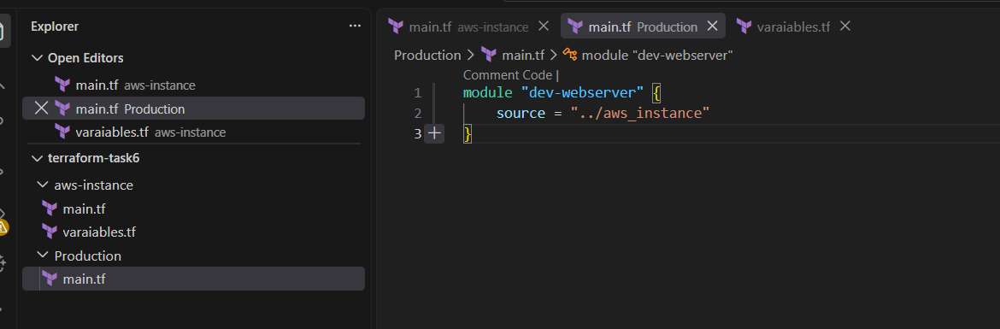 Explorer ...
Open Editors
main.tf aws-instance
main.tf Production
varaiables.tf aws-instance
terraform-task6
aws-instance
main.tf
varaiables.tf
Production
main.tf
main.tf aws-instance main.tf Production varaiables.tf
Production > main.tf > module "dev-webserver"
Comment Code |
1 module "dev-webserver" {
2 source = "../aws_instance"
3 }